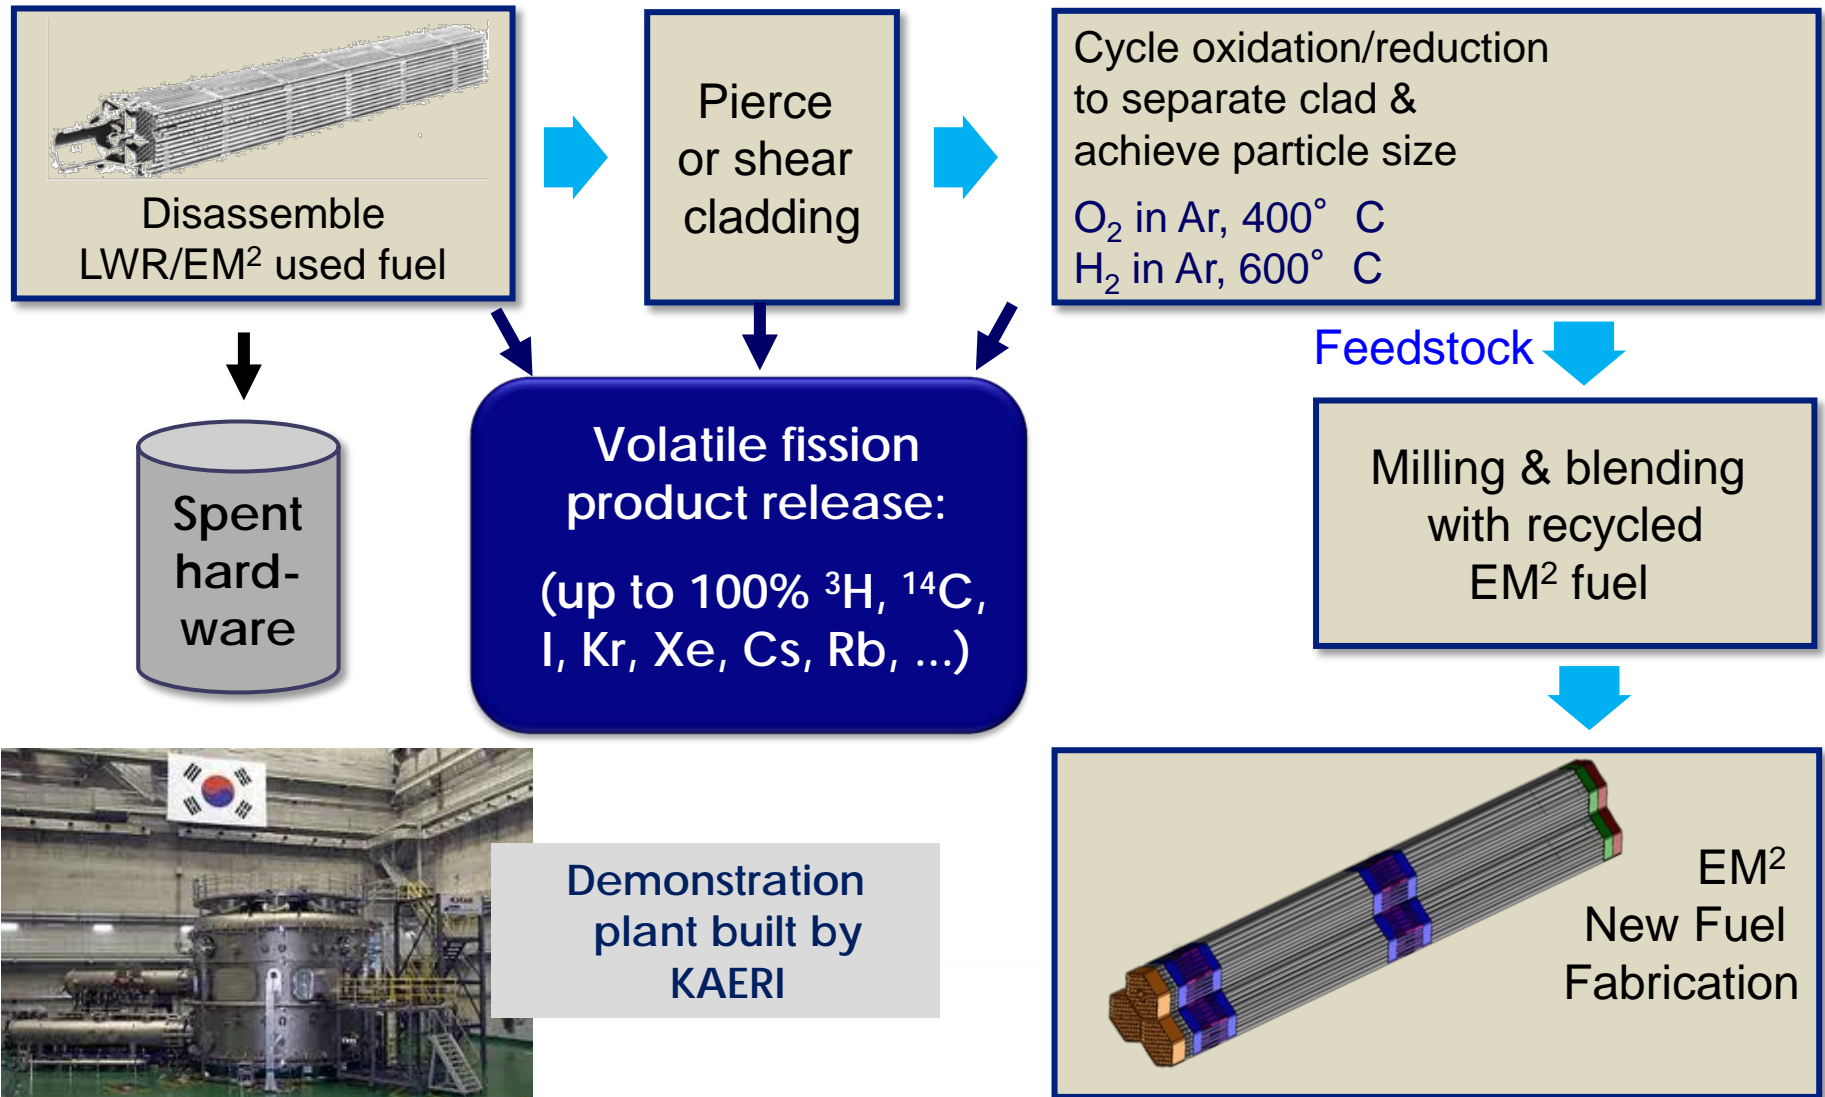 Disassemble
LWR/EM² used fuel
Pierce
or shear
cladding
Cycle oxidation/reduction
to separate clad &
achieve particle size
O₂ in Ar, 400° C
H₂ in Ar, 600° C
Feedstock
Spent
hard-
ware
Volatile fission
product release:
(up to 100% ³H, ¹⁴C,
I, Kr, Xe, Cs, Rb, ...)
Milling & blending
with recycled
EM² fuel
Demonstration
plant built by
KAERI
EM²
New Fuel
Fabrication